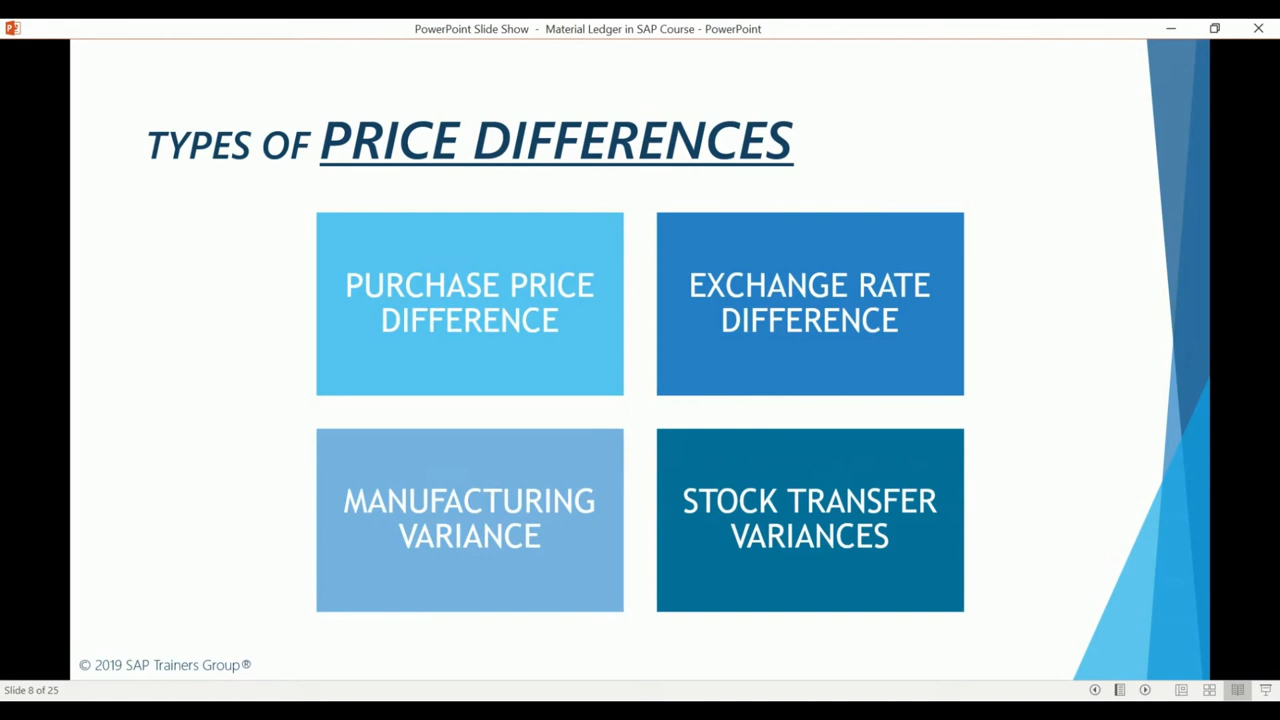 PowerPoint Slide Show - Material Ledger in SAP Course - PowerPoint
TYPES OF PRICE DIFFERENCES
PURCHASE PRICE
DIFFERENCE
EXCHANGE RATE
DIFFERENCE
MANUFACTURING
VARIANCE
STOCK TRANSFER
VARIANCES
© 2019 SAP Trainers Group®
Slide 8 of 25